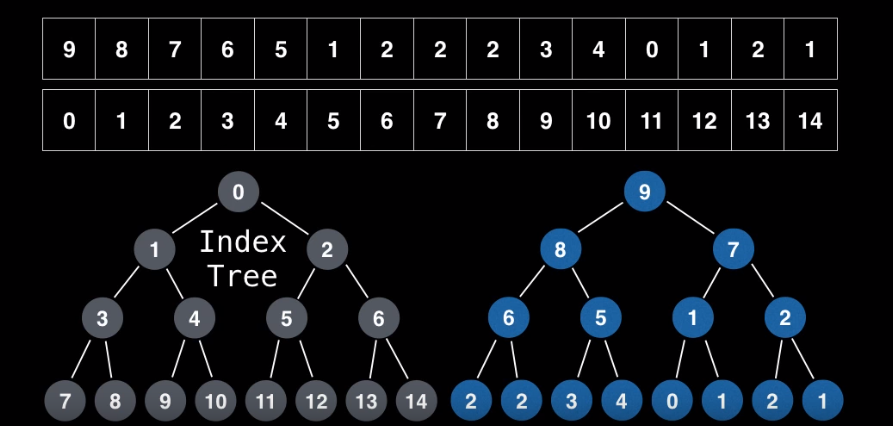 9 8 7 6 5 1 2 2 2 3 4 0 1 2 1
0 1 2 3 4 5 6 7 8 9 10 11 12 13 14
0
1 Index 2
Tree
3 4 5 6
7 8 9 10 11 12 13 14
9
8 7
6 5 1 2
2 2 3 4 0 1 2 1